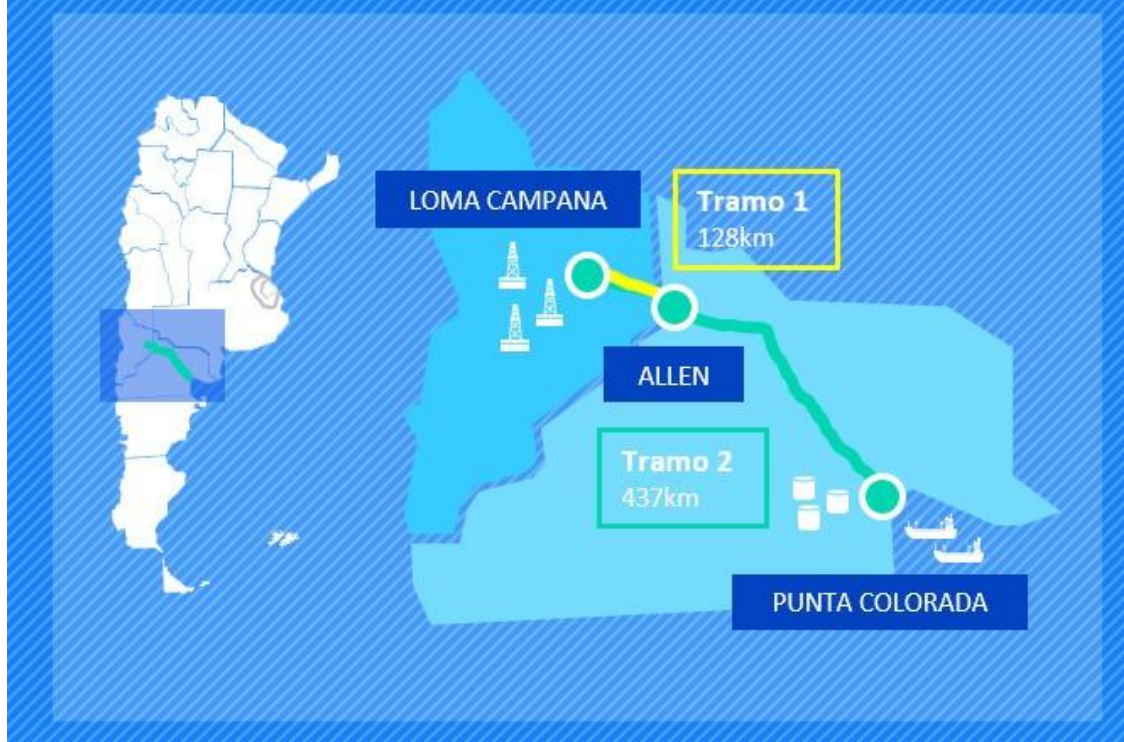 LOMA CAMPANA
Tramo 1
128km
ALLEN
Tramo 2
437km
PUNTA COLORADA